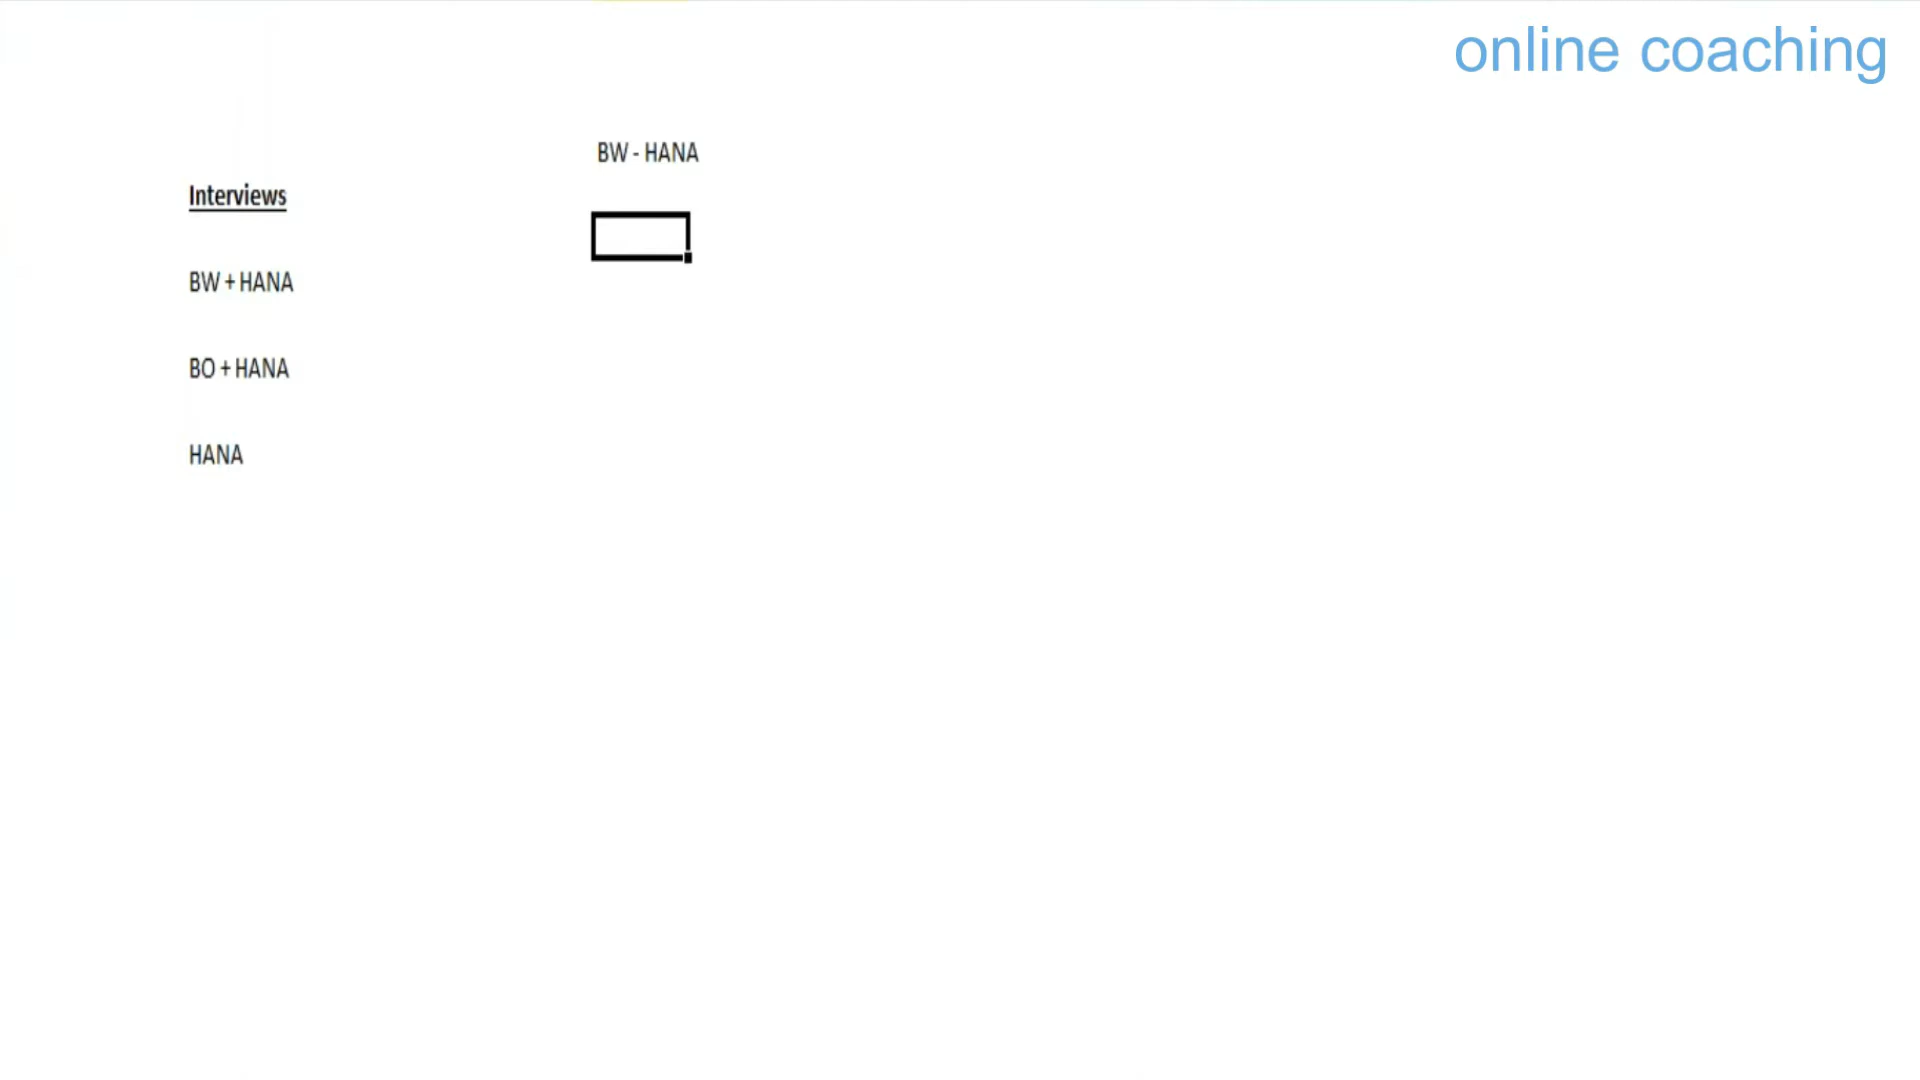 online coaching
BW - HANA
Interviews
BW + HANA
BO + HANA
HANA